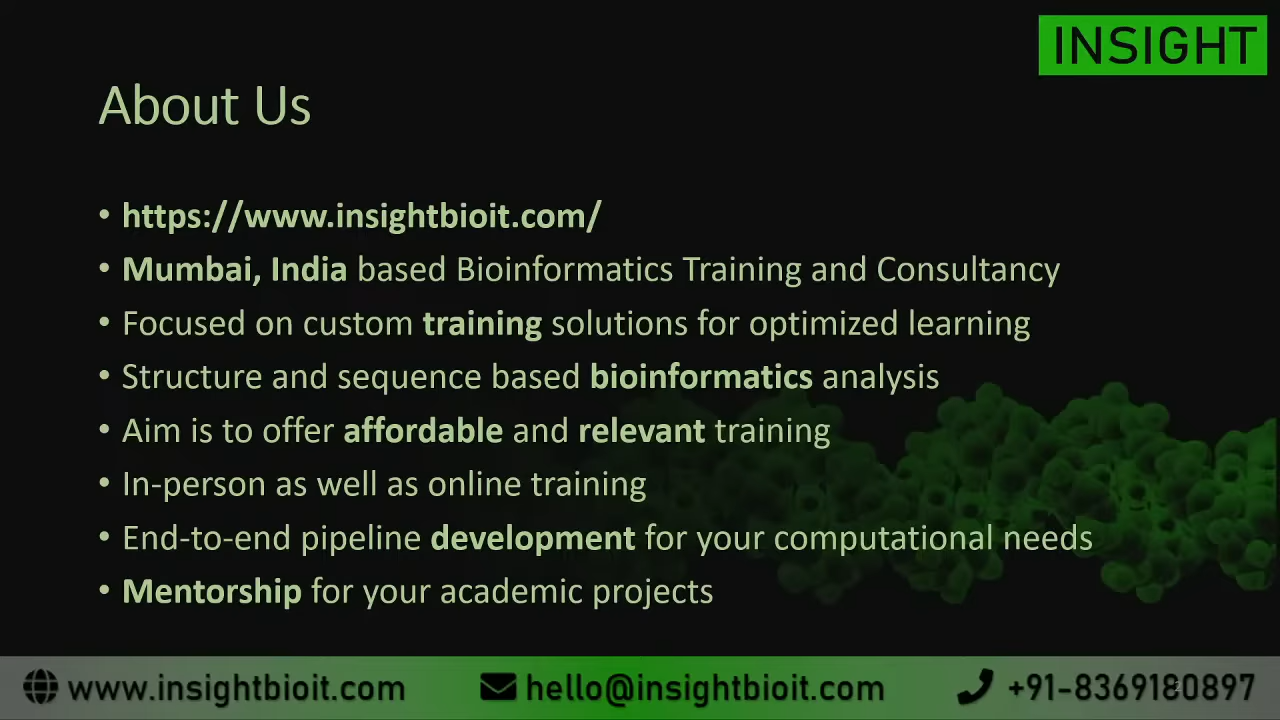 INSIGHT
About Us
• https://www.insightbioit.com/
• Mumbai, India based Bioinformatics Training and Consultancy
• Focused on custom training solutions for optimized learning
• Structure and sequence based bioinformatics analysis
• Aim is to offer affordable and relevant training
• In-person as well as online training
• End-to-end pipeline development for your computational needs
• Mentorship for your academic projects
www.insightbioit.com hello@insightbioit.com +91-8369180897